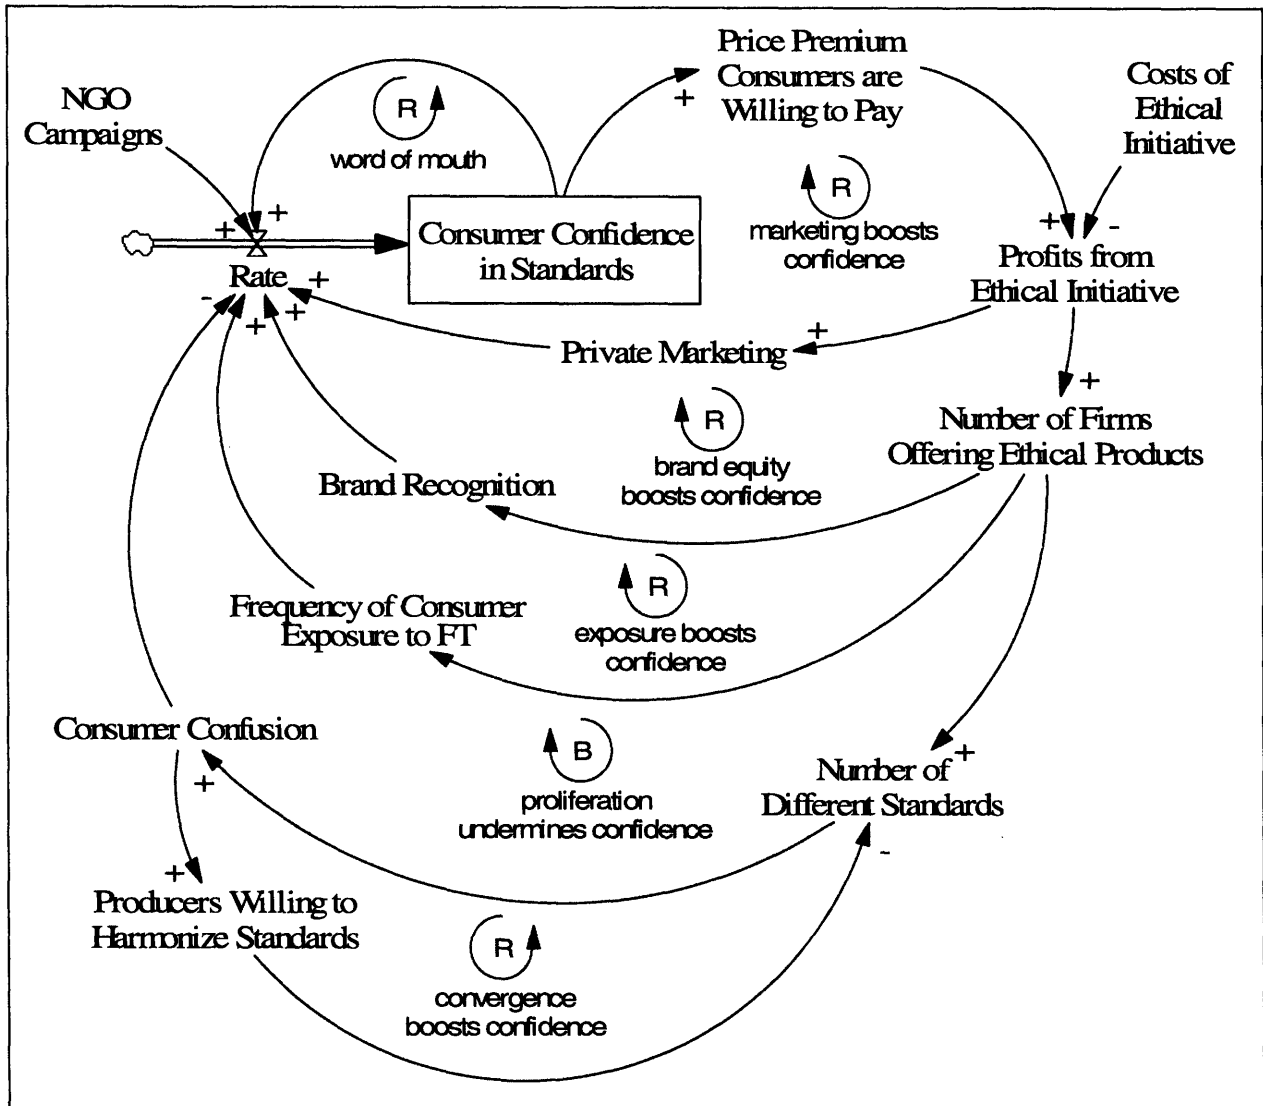 Price Premium
Consumers are
Willing to Pay
Costs of
Ethical
Initiative
NGO
Campaigns
R
word of mouth
+
R
marketing boosts
confidence
+
+
Consumer Confidence
in Standards
+
-
Profits from
Ethical Initiative
Rate
+
-
+
+
Private Marketing
+
+
Number of Firms
Offering Ethical Products
R
brand equity
boosts confidence
Brand Recognition
R
exposure boosts
confidence
Frequency of Consumer
Exposure to FT
Consumer Confusion
B
proliferation
undermines confidence
+
Number of
Different Standards
+
-
+
Producers Willing to
Harmonize Standards
R
convergence
boosts confidence